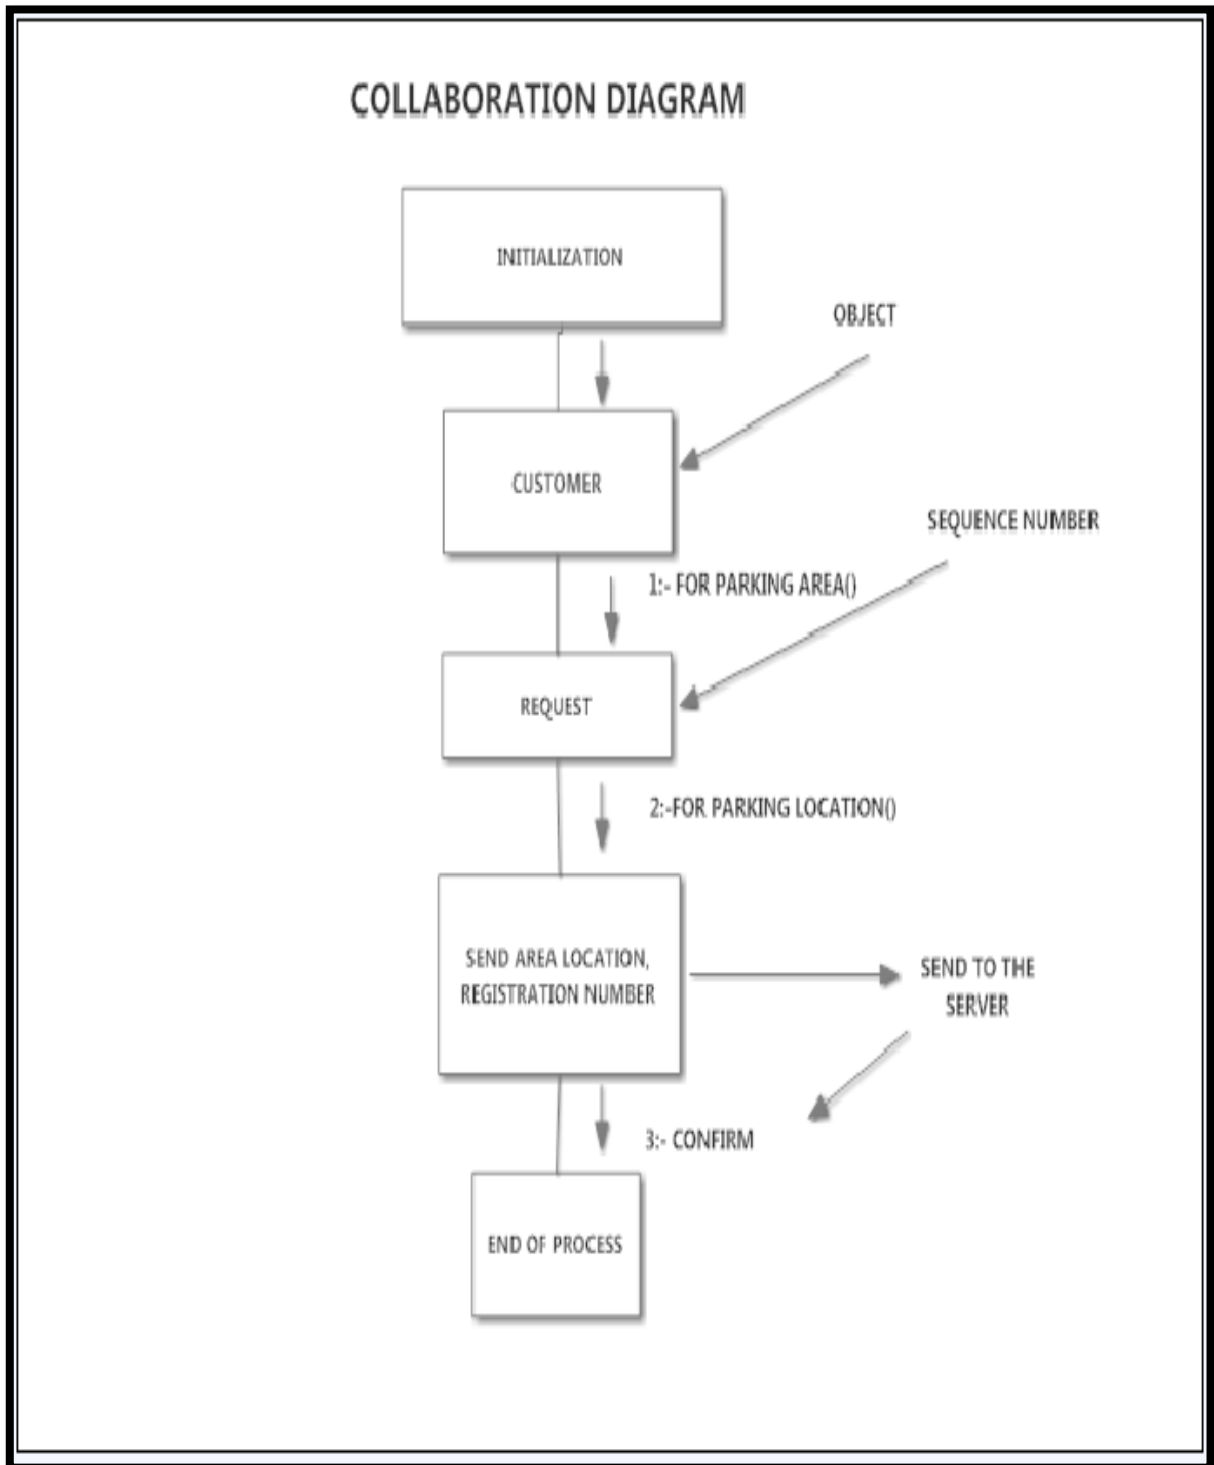 COLLABORATION DIAGRAM
INITIALIZATION
OBJECT
CUSTOMER
SEQUENCE NUMBER
1:- FOR PARKING AREA()
REQUEST
2:-FOR PARKING LOCATION()
SEND AREA LOCATION,
REGISTRATION NUMBER
SEND TO THE
SERVER
3:- CONFIRM
END OF PROCESS